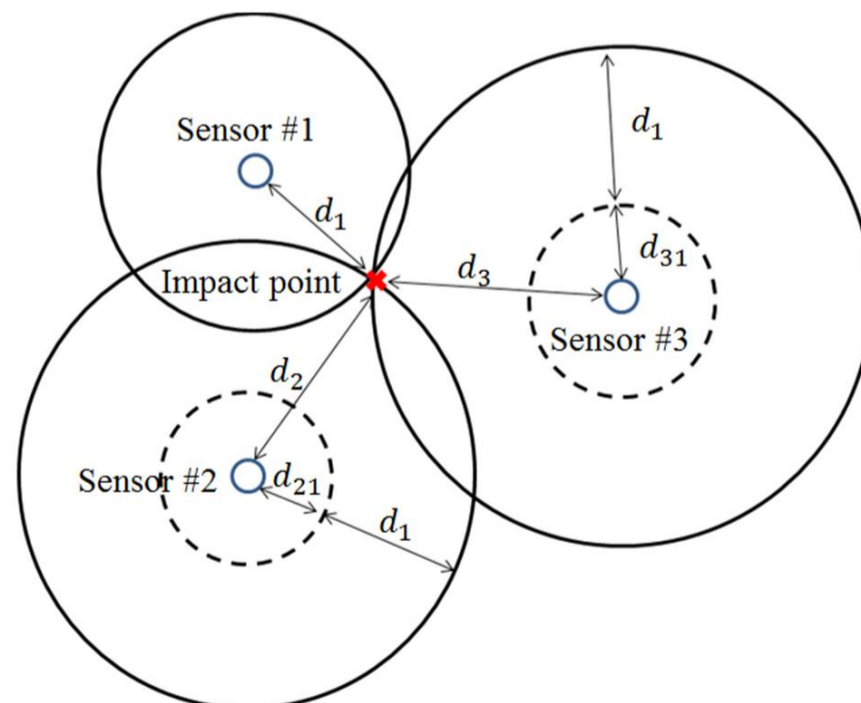 Sensor #1
d₁
d₁
d₃₁
d₃
Impact point
Sensor #3
d₂
Sensor #2
d₂₁
d₁